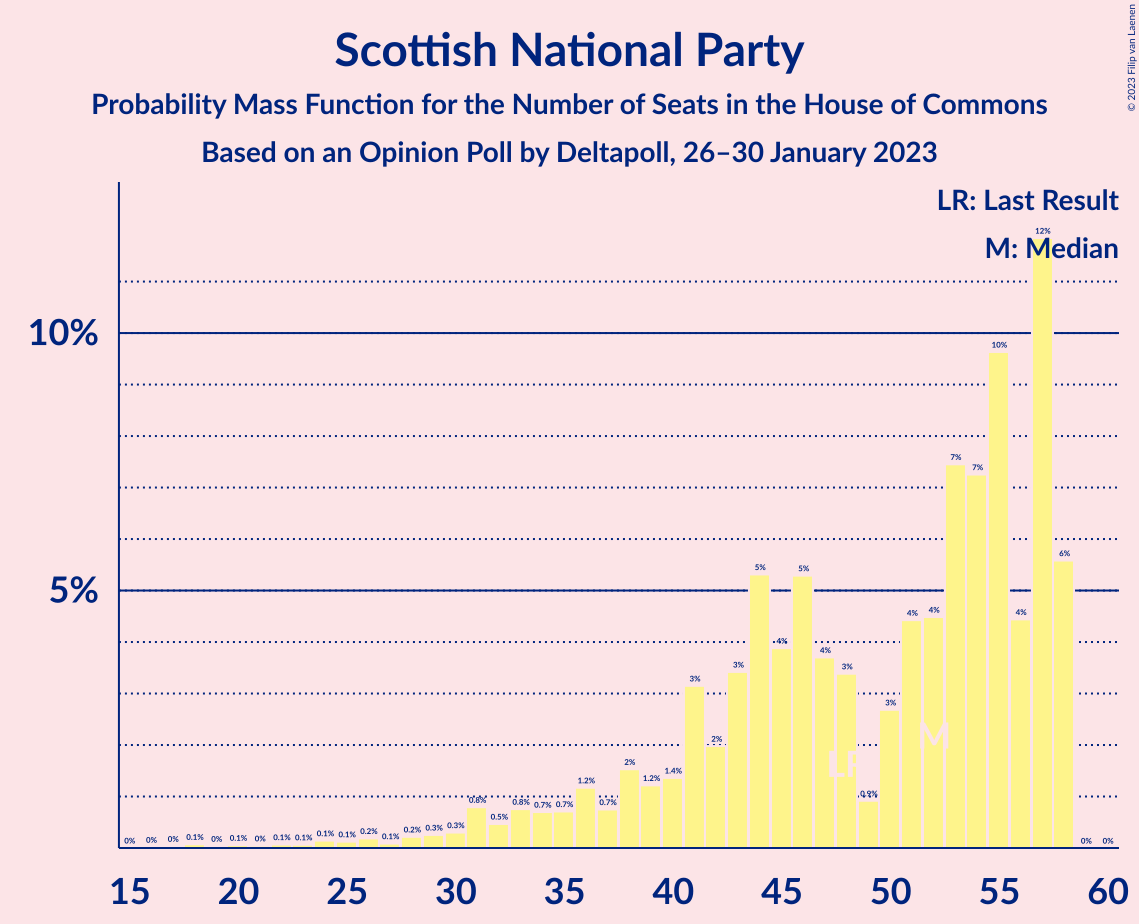 Scottish National Party
Probability Mass Function for the Number of Seats in the House of Commons
Based on an Opinion Poll by Deltapoll, 26–30 January 2023
© 2023 Filip van Laenen
LR: Last Result
M: Median
10%
5%
0% 0% 0% 0.1% 0% 0.1% 0% 0.1% 0.1% 0.1% 0.1% 0.2% 0.1% 0.2% 0.3% 0.3% 0.8% 0.5% 0.8% 0.7% 0.7% 1.2% 0.7% 2% 1.2% 1.4% 3% 2% 3% 5% 4% 5% 4% 3% 0.9% 3% 4% 4% 7% 7% 10% 4% 12% 6% 0% 0%
LR
M
15 20 25 30 35 40 45 50 55 60